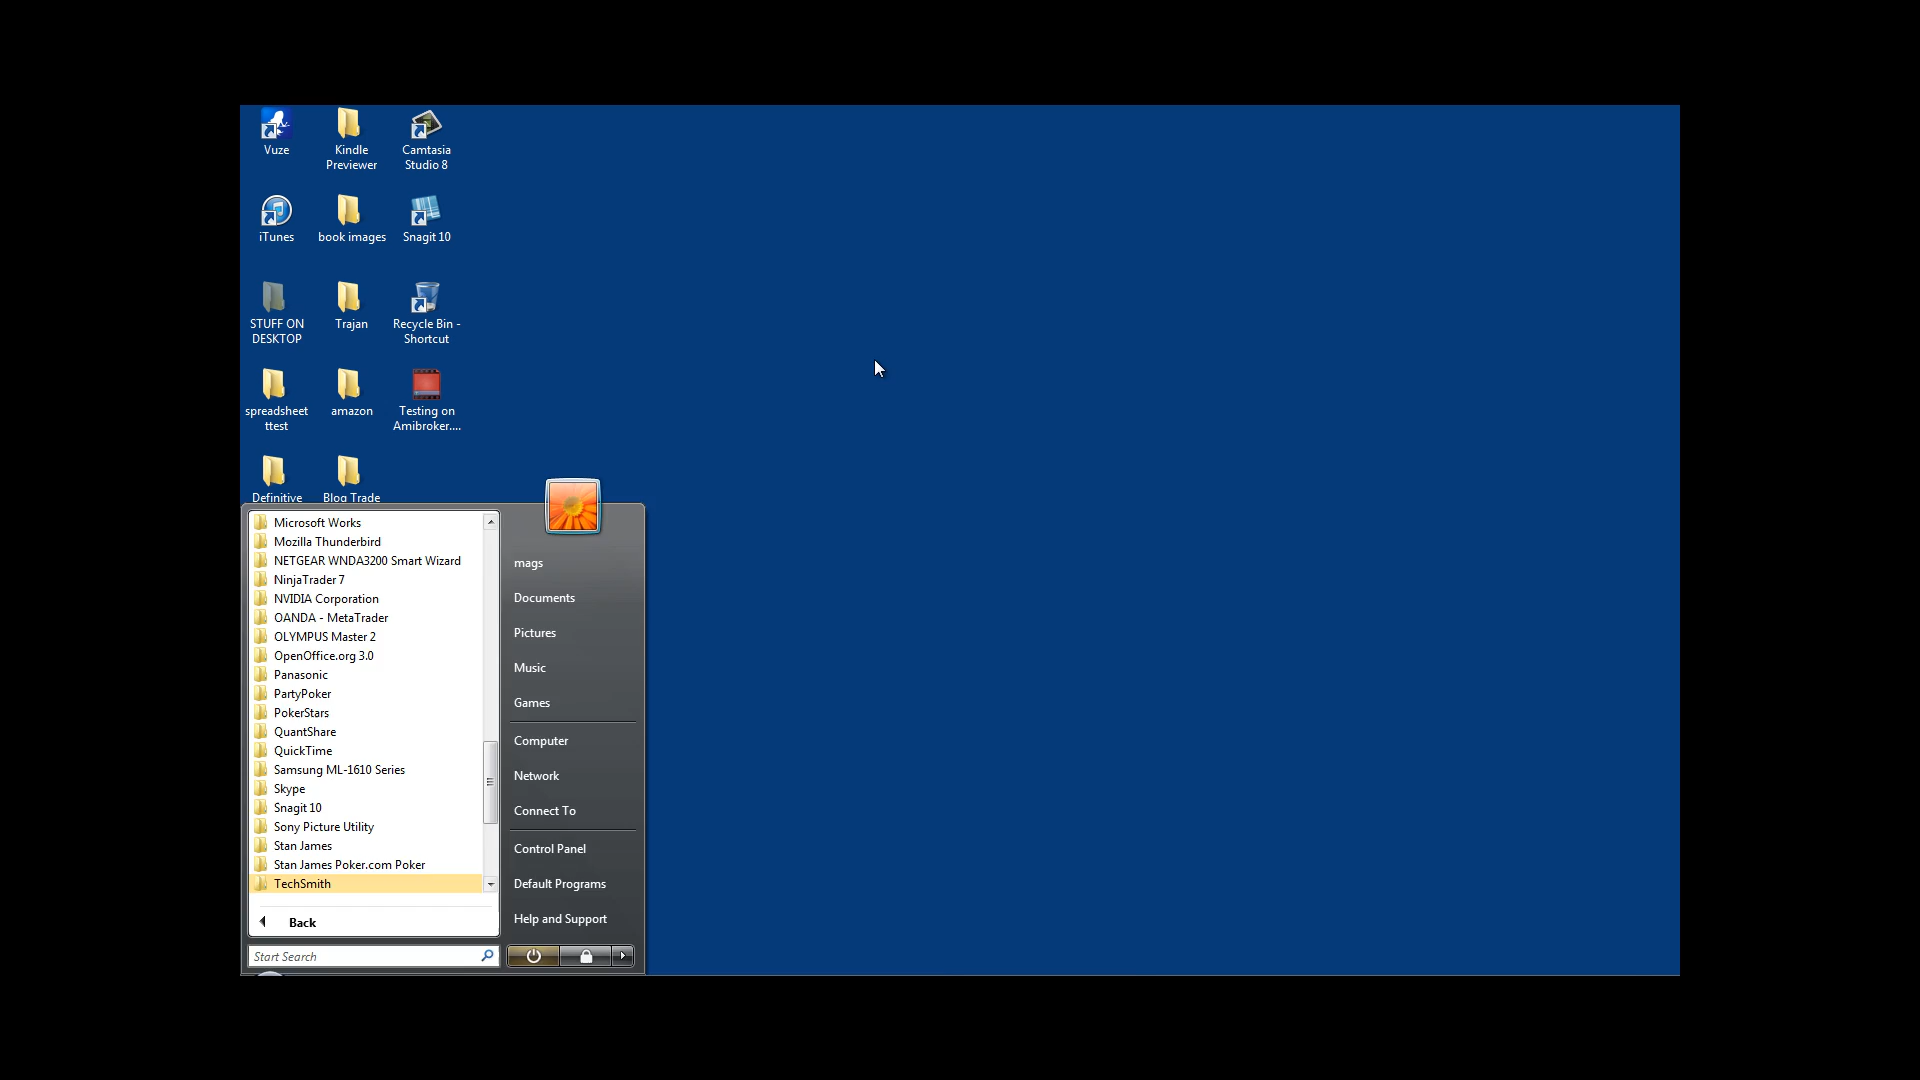 Vuze
Kindle
Previewer
Camtasia
Studio 8
iTunes
book images
Snagit 10
STUFF ON
DESKTOP
Trajan
Recycle Bin -
Shortcut
spreadsheet
ttest
amazon
Testing on
Amibroker....
Definitive
Blog Trade
Microsoft Works
Mozilla Thunderbird
NETGEAR WNDA3200 Smart Wizard
NinjaTrader 7
NVIDIA Corporation
OANDA - MetaTrader
OLYMPUS Master 2
OpenOffice.org 3.0
Panasonic
PartyPoker
PokerStars
QuantShare
QuickTime
Samsung ML-1610 Series
Skype
Snagit 10
Sony Picture Utility
Stan James
Stan James Poker.com Poker
TechSmith
Back
Start Search
mags
Documents
Pictures
Music
Games
Computer
Network
Connect To
Control Panel
Default Programs
Help and Support